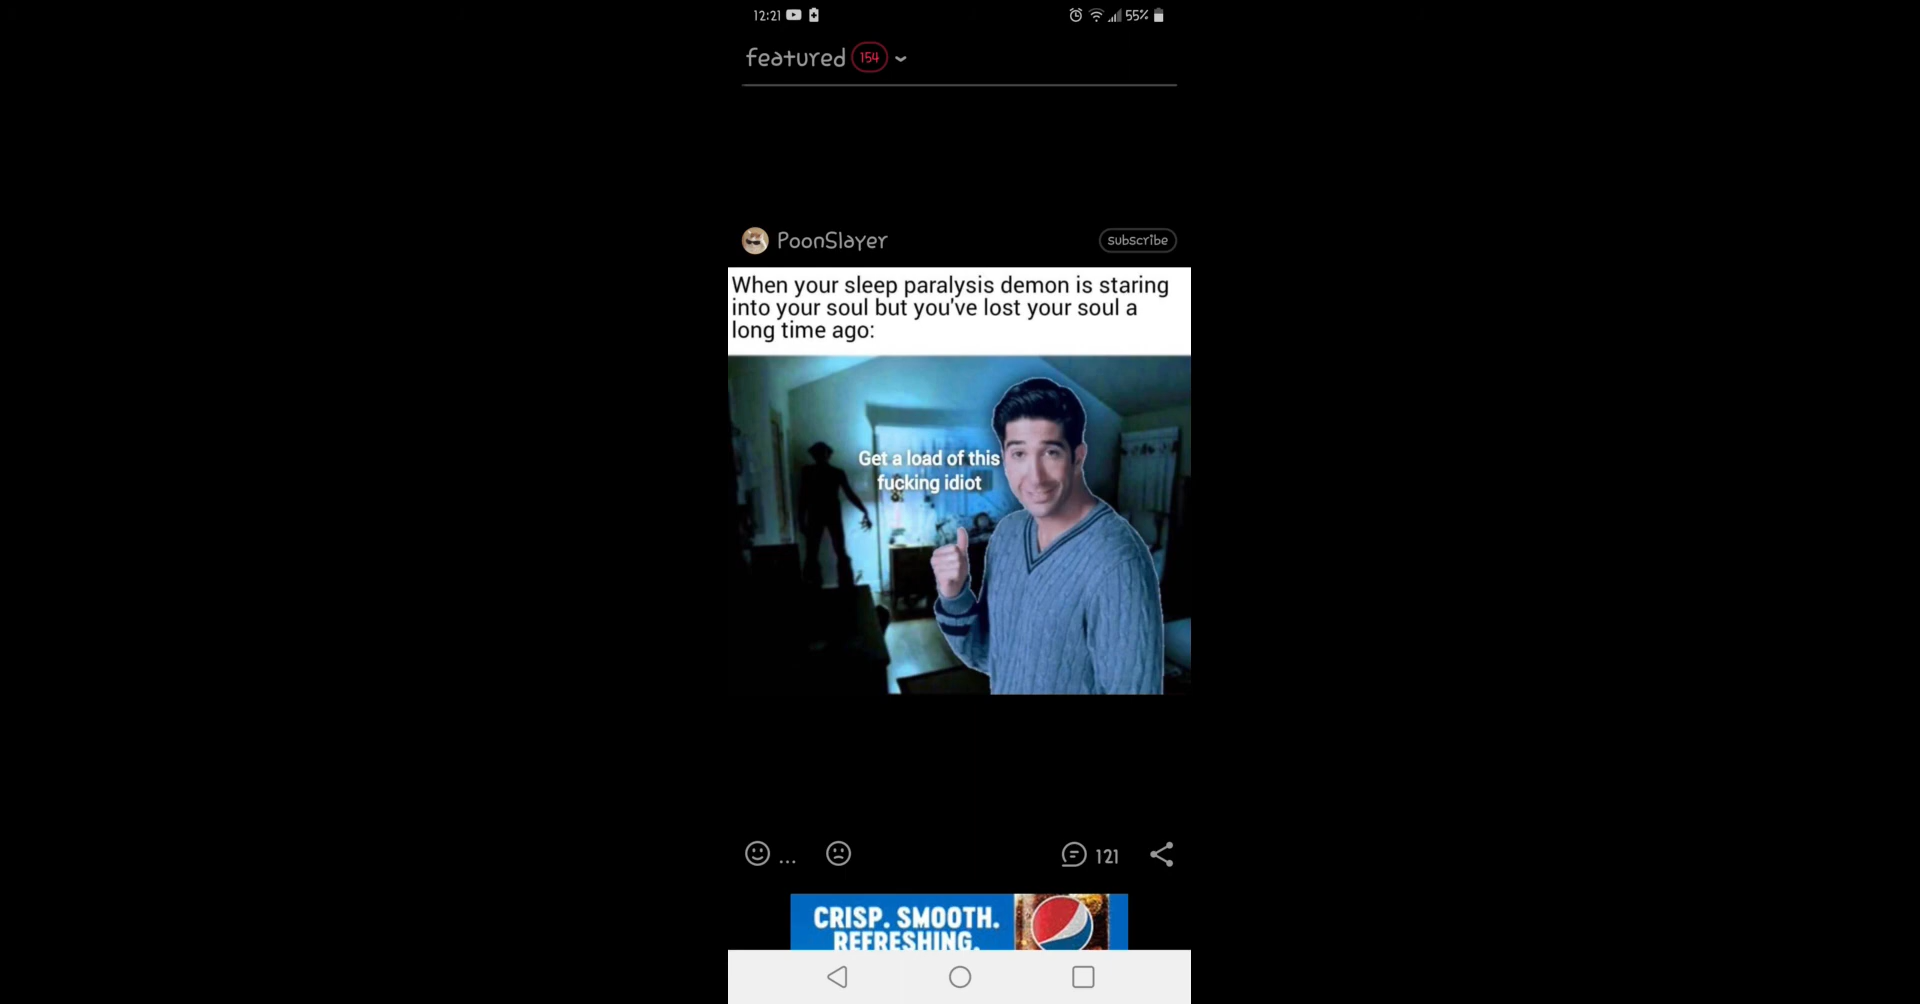 12:21
55%
featured 154
PoonSlayer
subscribe
When your sleep paralysis demon is staring
into your soul but you've lost your soul a
long time ago:
Get a load of this
fucking idiot
... 121
CRISP. SMOOTH.
REFRESHING.